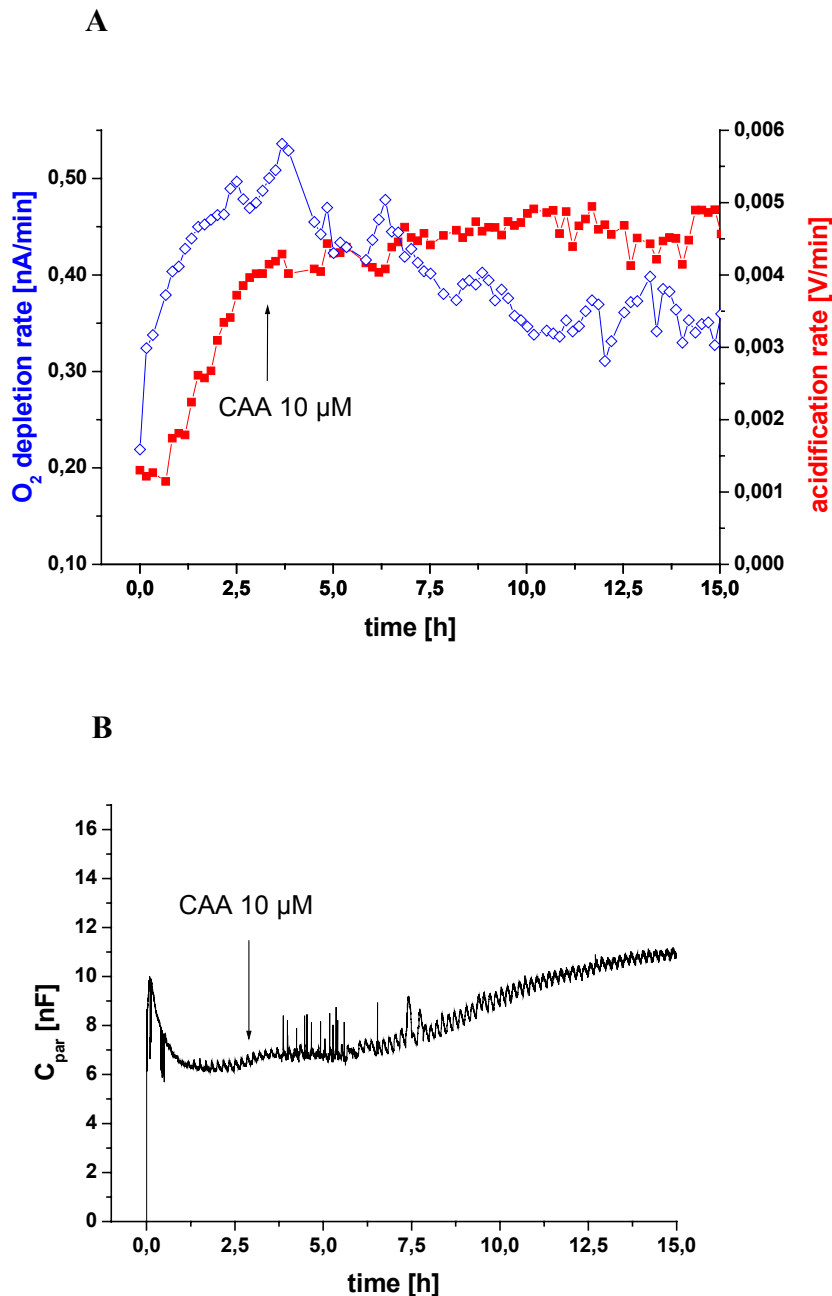 A
O2 depletion rate [nA/min]
0,50
0,40
0,30
0,20
0,10
0,006
0,005
0,004
0,003
0,002
0,001
0,000
acidification rate [V/min]
CAA 10 µM
0,0 2,5 5,0 7,5 10,0 12,5 15,0
time [h]
B
Cpar [nF]
16
14
12
10
8
6
4
2
0
CAA 10 µM
0,0 2,5 5,0 7,5 10,0 12,5 15,0
time [h]